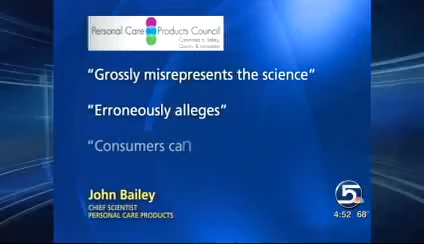 Personal Care Products Council
Committed to Safety,
Quality & Innovation
"Grossly misrepresents the science"
"Erroneously alleges"
"Consumers can
John Bailey
CHIEF SCIENTIST
PERSONAL CARE PRODUCTS
5
4:52 68°